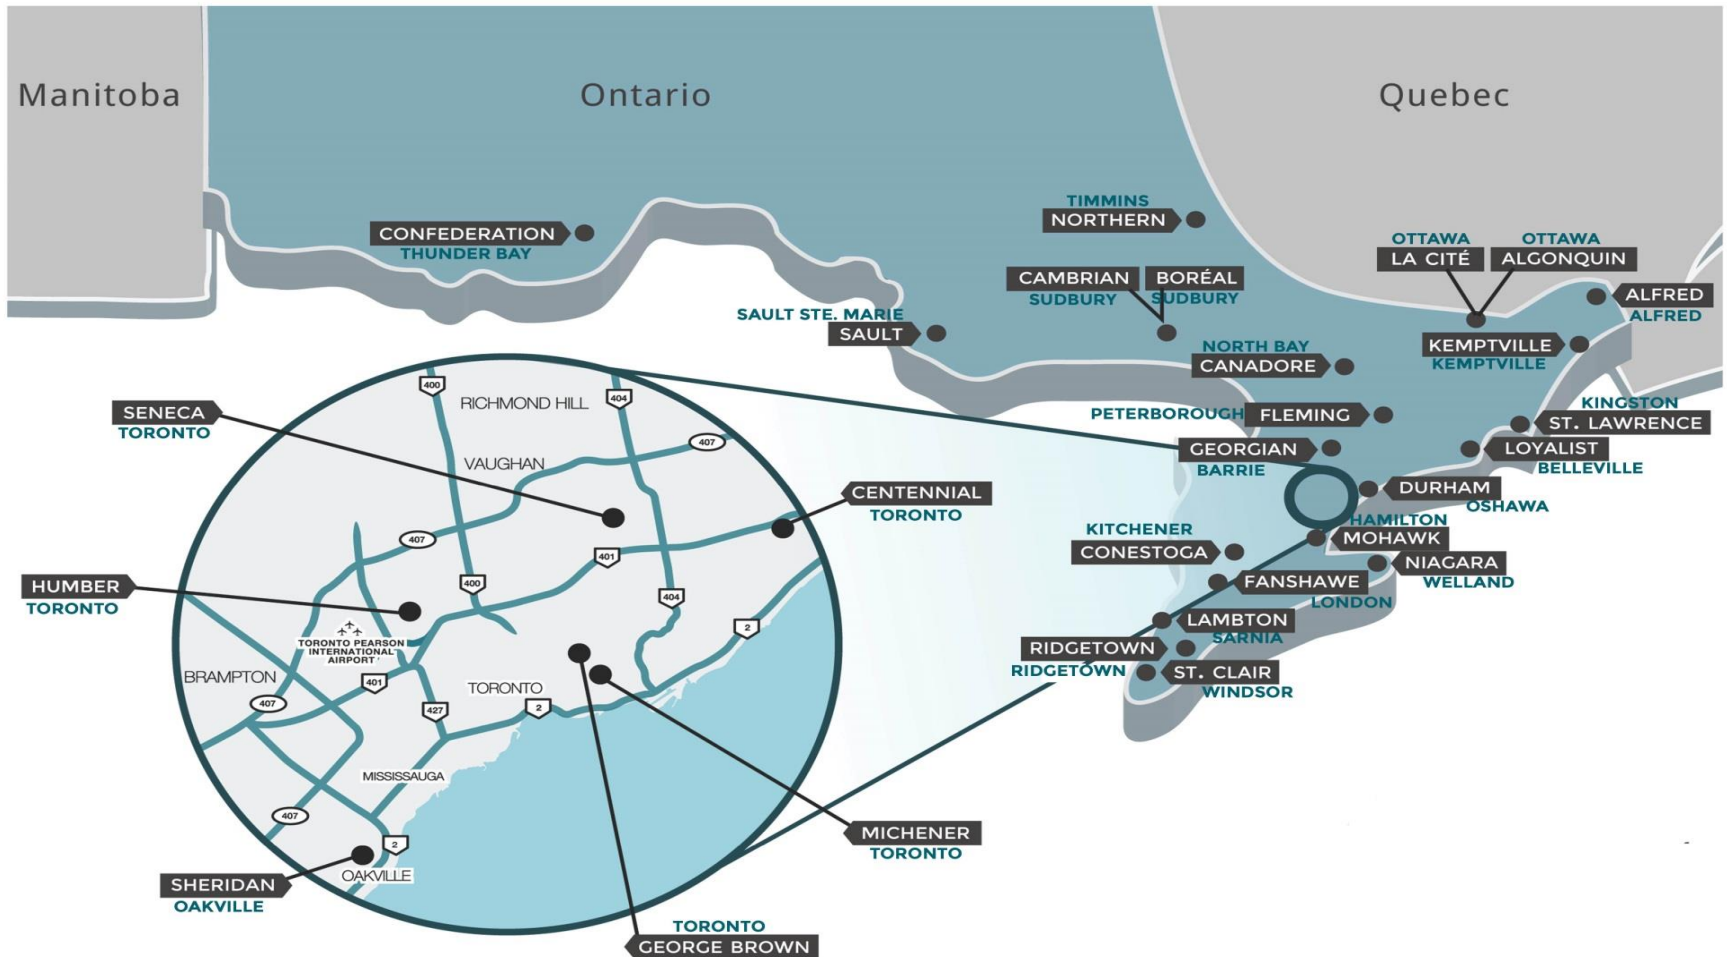 Manitoba
Ontario
Quebec
CONFEDERATION
THUNDER BAY
TIMMINS
NORTHERN
CAMBRIAN
SUDBURY
BORÉAL
SUDBURY
OTTAWA
LA CITÉ
OTTAWA
ALGONQUIN
ALFRED
ALFRED
SAULT STE. MARIE
SAULT
NORTH BAY
CANADORE
KEMPTVILLE
KEMPTVILLE
PETERBOROUGH
FLEMING
KINGSTON
ST. LAWRENCE
GEORGIAN
BARRIE
LOYALIST
BELLEVILLE
DURHAM
OSHAWA
HAMILTON
MOHAWK
KITCHENER
CONESTOGA
NIAGARA
WELLAND
FANSHAWE
LONDON
LAMBTON
SARNIA
RIDGETOWN
RIDGETOWN
ST. CLAIR
WINDSOR
SENECA
TORONTO
CENTENNIAL
TORONTO
HUMBER
TORONTO
MICHENER
TORONTO
SHERIDAN
OAKVILLE
TORONTO
GEORGE BROWN
400
RICHMOND HILL
404
407
VAUGHAN
407
401
400
404
2
TORONTO PEARSON
INTERNATIONAL
AIRPORT
BRAMPTON
401
TORONTO
407
427
2
MISSISSAUGA
407
2
OAKVILLE